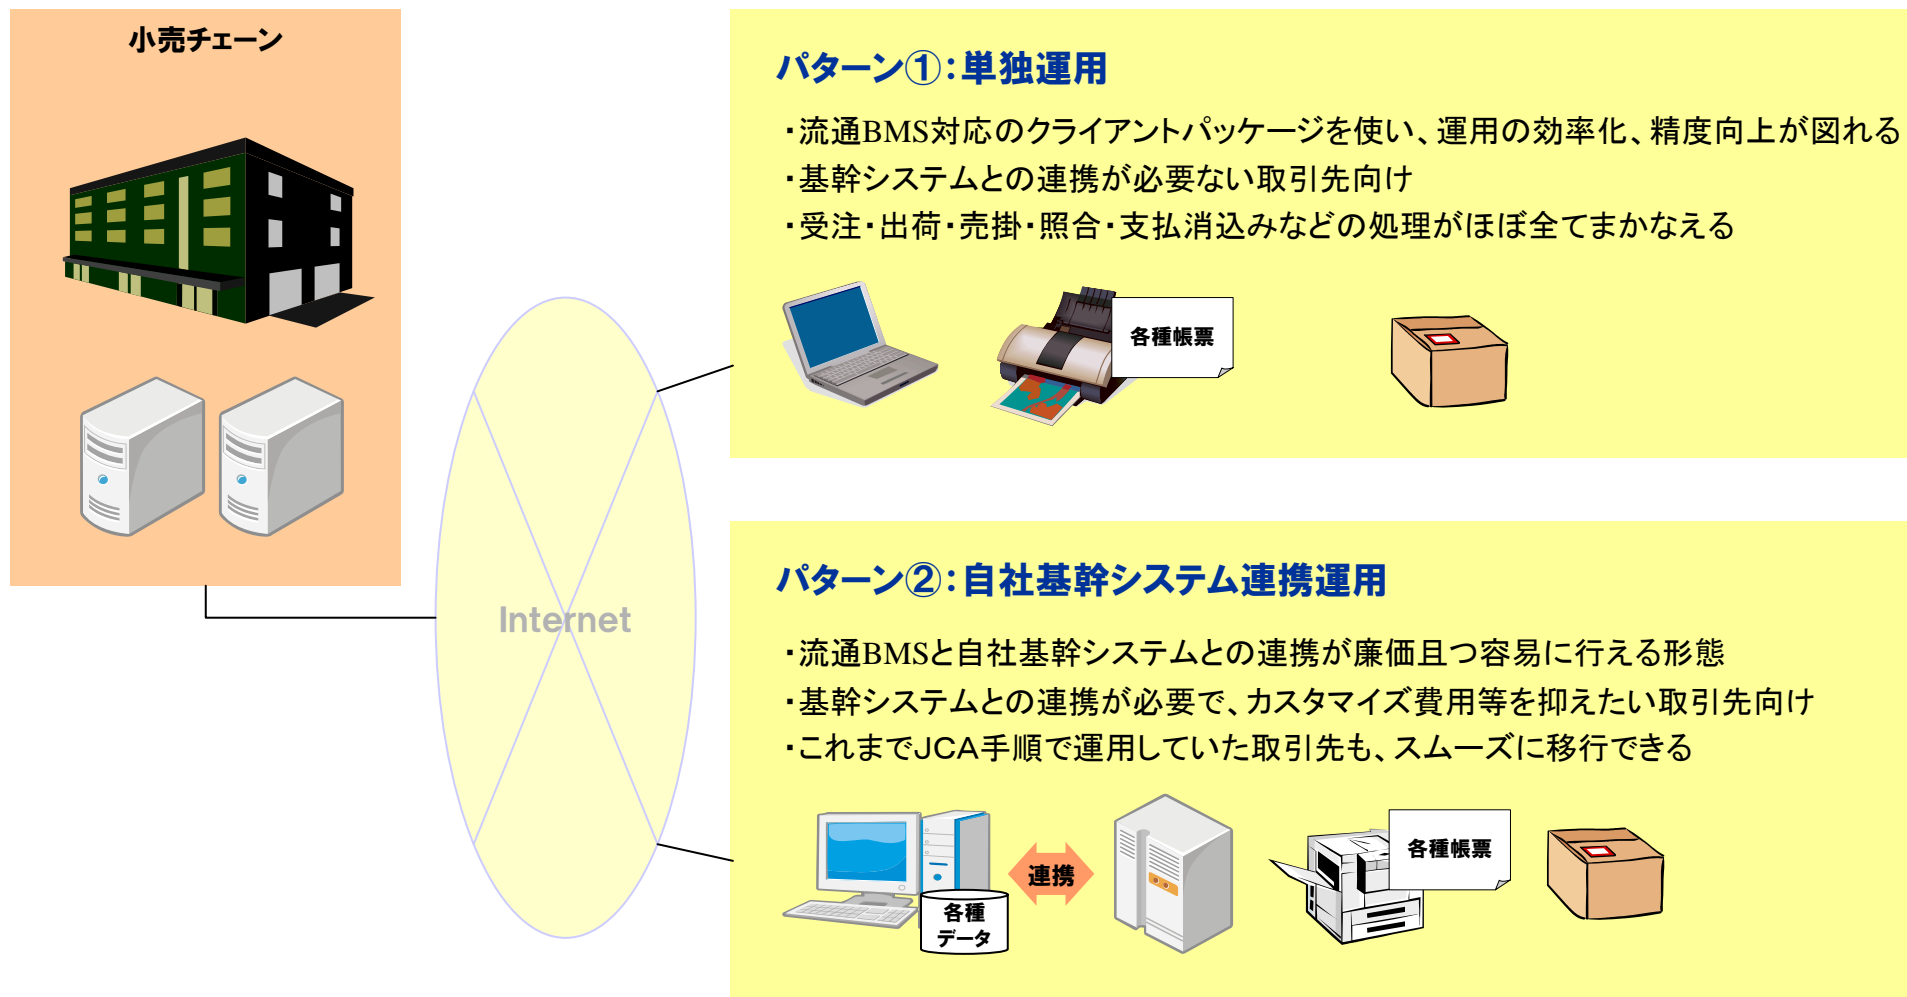 小売チェーン
パターン①：単独運用
・流通BMS対応のクライアントパッケージを使い、運用の効率化、精度向上が図れる
・基幹システムとの連携が必要ない取引先向け
・受注・出荷・売掛・照合・支払消込みなどの処理がほぼ全てまかなえる
各種帳票
Internet
パターン②：自社基幹システム連携運用
・流通BMSと自社基幹システムとの連携が廉価且つ容易に行える形態
・基幹システムとの連携が必要で、カスタマイズ費用等を抑えたい取引先向け
・これまでJCA手順で運用していた取引先も、スムーズに移行できる
連携
各種帳票
各種
データ